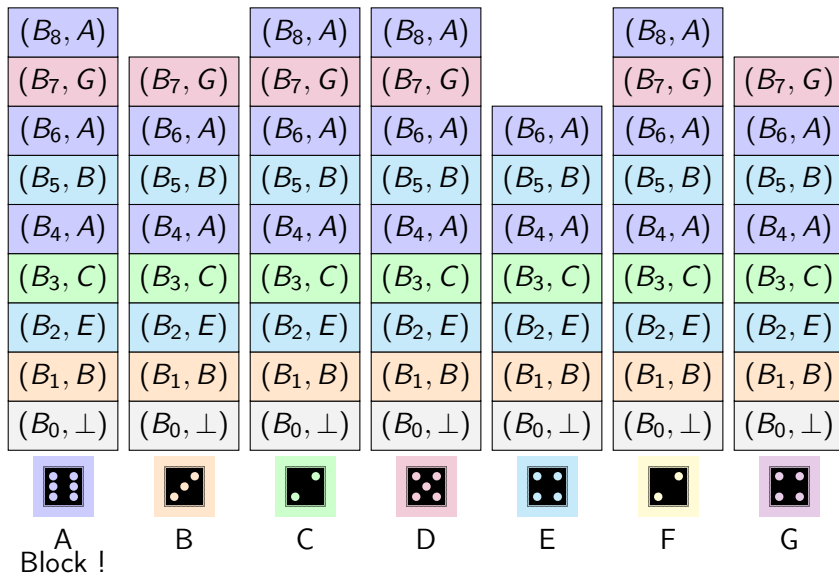 (B₈, A) (B₈, A) (B₈, A) (B₈, A)
(B₇, G) (B₇, G) (B₇, G) (B₇, G) (B₇, G) (B₇, G)
(B₆, A) (B₆, A) (B₆, A) (B₆, A) (B₆, A) (B₆, A) (B₆, A)
(B₅, B) (B₅, B) (B₅, B) (B₅, B) (B₅, B) (B₅, B) (B₅, B)
(B₄, A) (B₄, A) (B₄, A) (B₄, A) (B₄, A) (B₄, A) (B₄, A)
(B₃, C) (B₃, C) (B₃, C) (B₃, C) (B₃, C) (B₃, C) (B₃, C)
(B₂, E) (B₂, E) (B₂, E) (B₂, E) (B₂, E) (B₂, E) (B₂, E)
(B₁, B) (B₁, B) (B₁, B) (B₁, B) (B₁, B) (B₁, B) (B₁, B)
(B₀, ⊥) (B₀, ⊥) (B₀, ⊥) (B₀, ⊥) (B₀, ⊥) (B₀, ⊥) (B₀, ⊥)
A B C D E F G
Block !